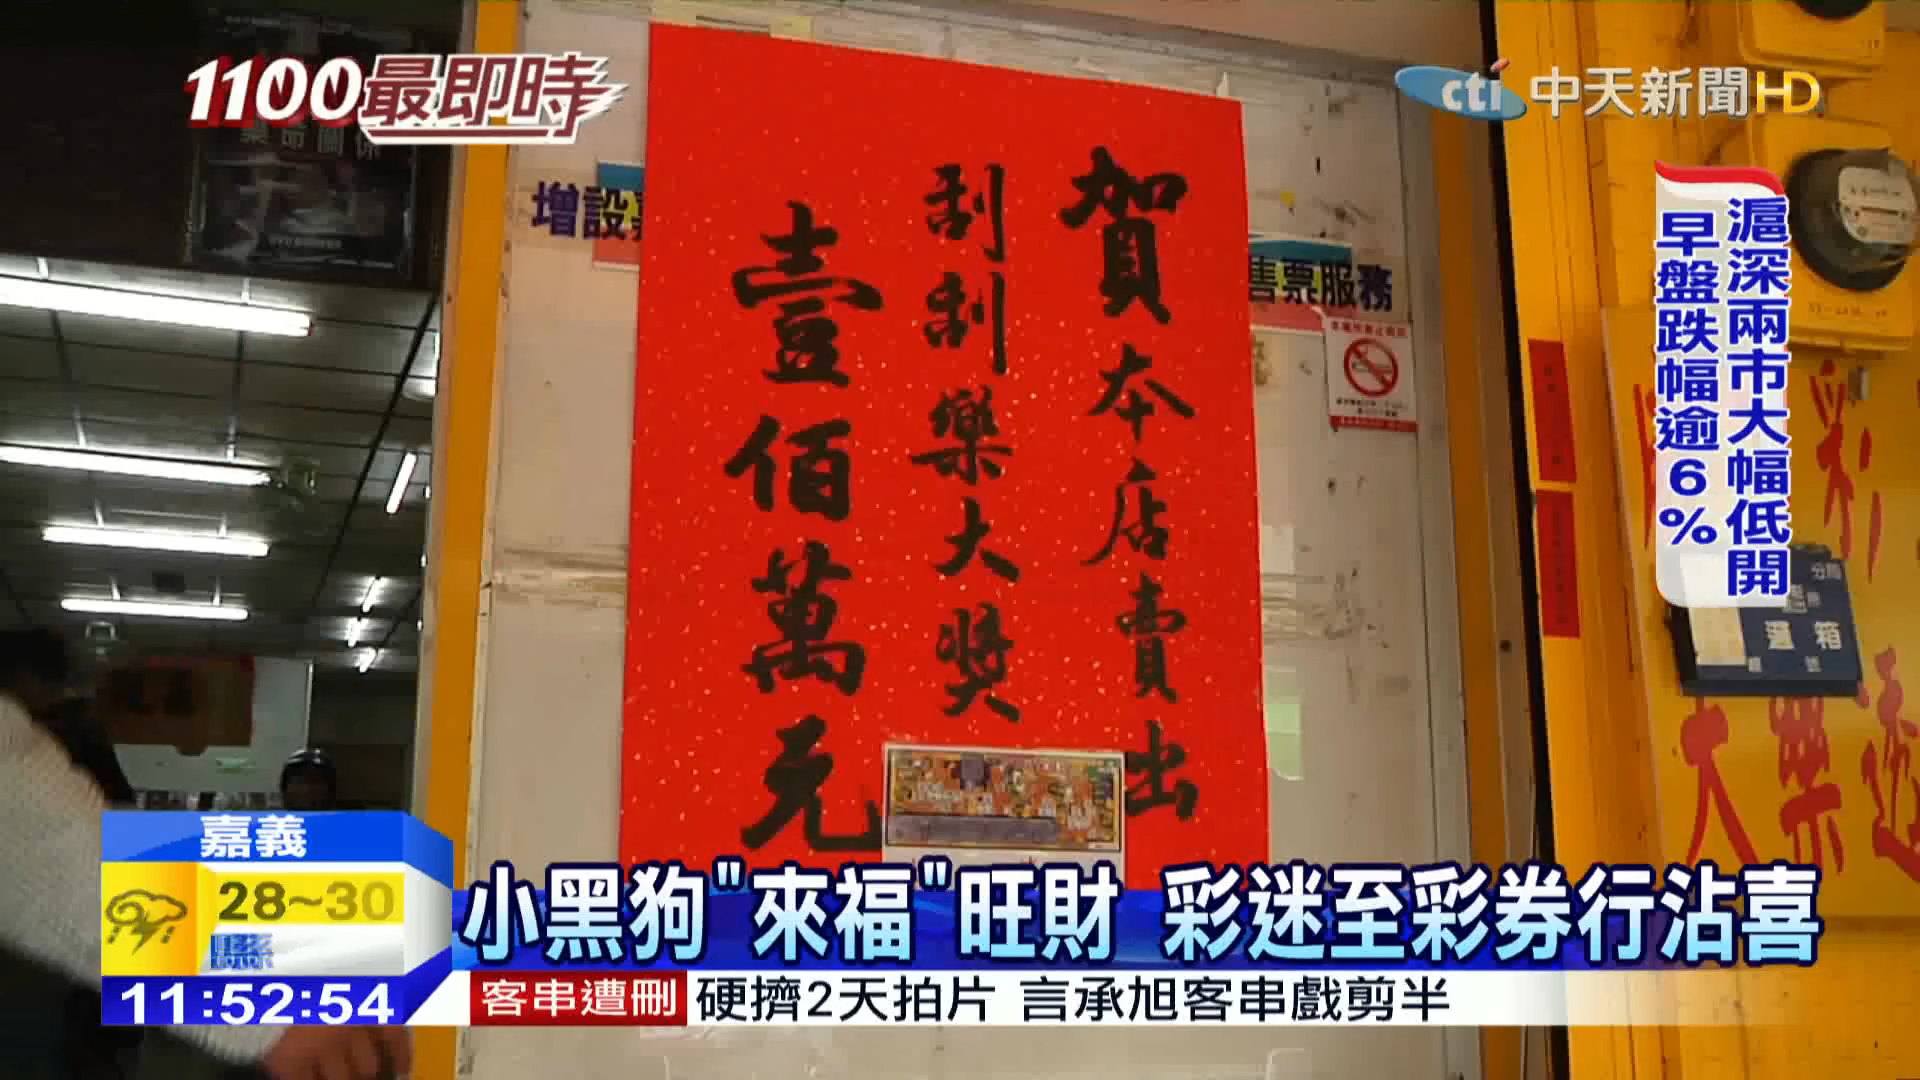 1100最即時
cti 中天新聞HD
滬深兩市大幅低開
早盤跌幅逾6%
賀本店賣出
刮刮樂大獎
壹佰萬元
增設
售票服務
大樂透
彩
嘉義
28~30
11:52:54
小黑狗"來福"旺財 彩迷至彩券行沾喜
客串遭刪 硬擠2天拍片 言承旭客串戲剪半